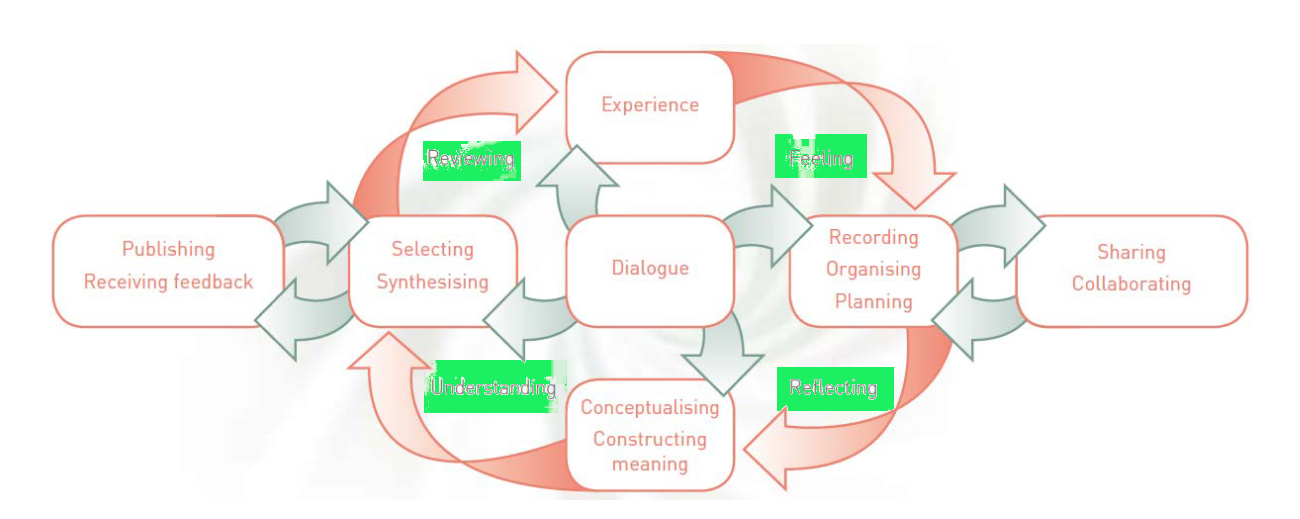 Experience
Reviewing
Feeling
Publishing
Receiving feedback
Selecting
Synthesising
Dialogue
Recording
Organising
Planning
Sharing
Collaborating
Understanding
Reflecting
Conceptualising
Constructing
meaning